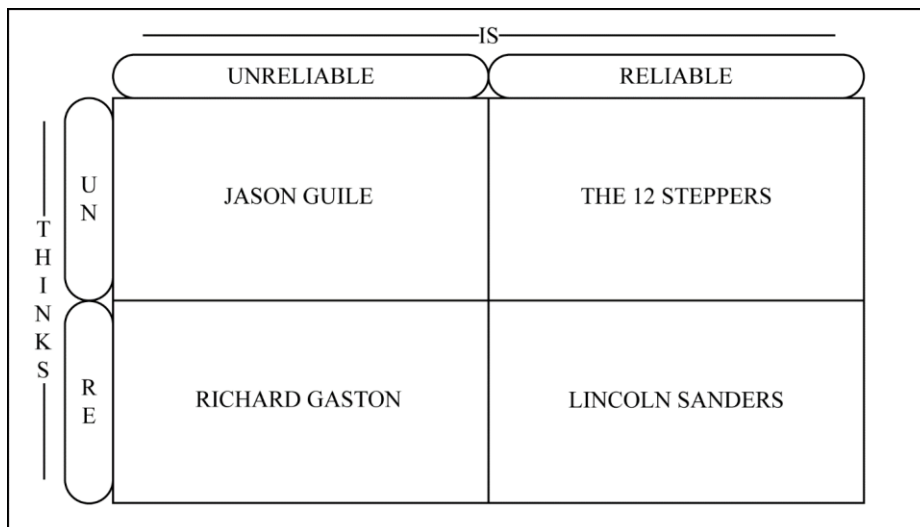 IS
UNRELIABLE
RELIABLE
THINKS
UN
JASON GUILE
THE 12 STEPPERS
RE
RICHARD GASTON
LINCOLN SANDERS